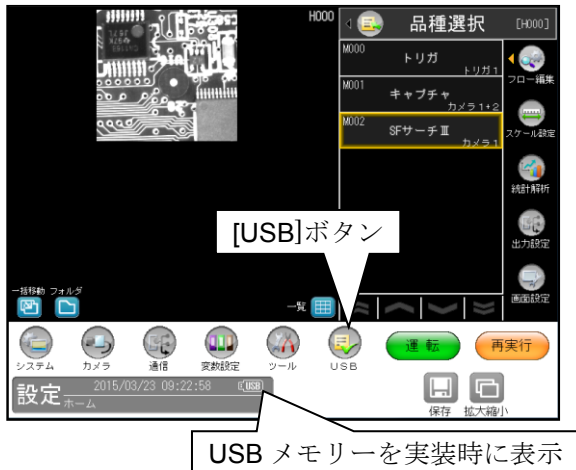 H000
品種選択 [H000]
M000
トリガ
トリガ1
M001
キャプチャ
カメラ1+2
M002
SFサーチⅢ
カメラ1
フロー編集
スケール設定
統計解析
出力設定
画面設定
[USB]ボタン
一括移動 フォルダ
一覧
システム カメラ 通信 変数設定 ツール USB
運転 再実行
設定 2015/03/23 09:22:58 USB
ホーム
保存 拡大縮小
USB メモリーを実装時に表示